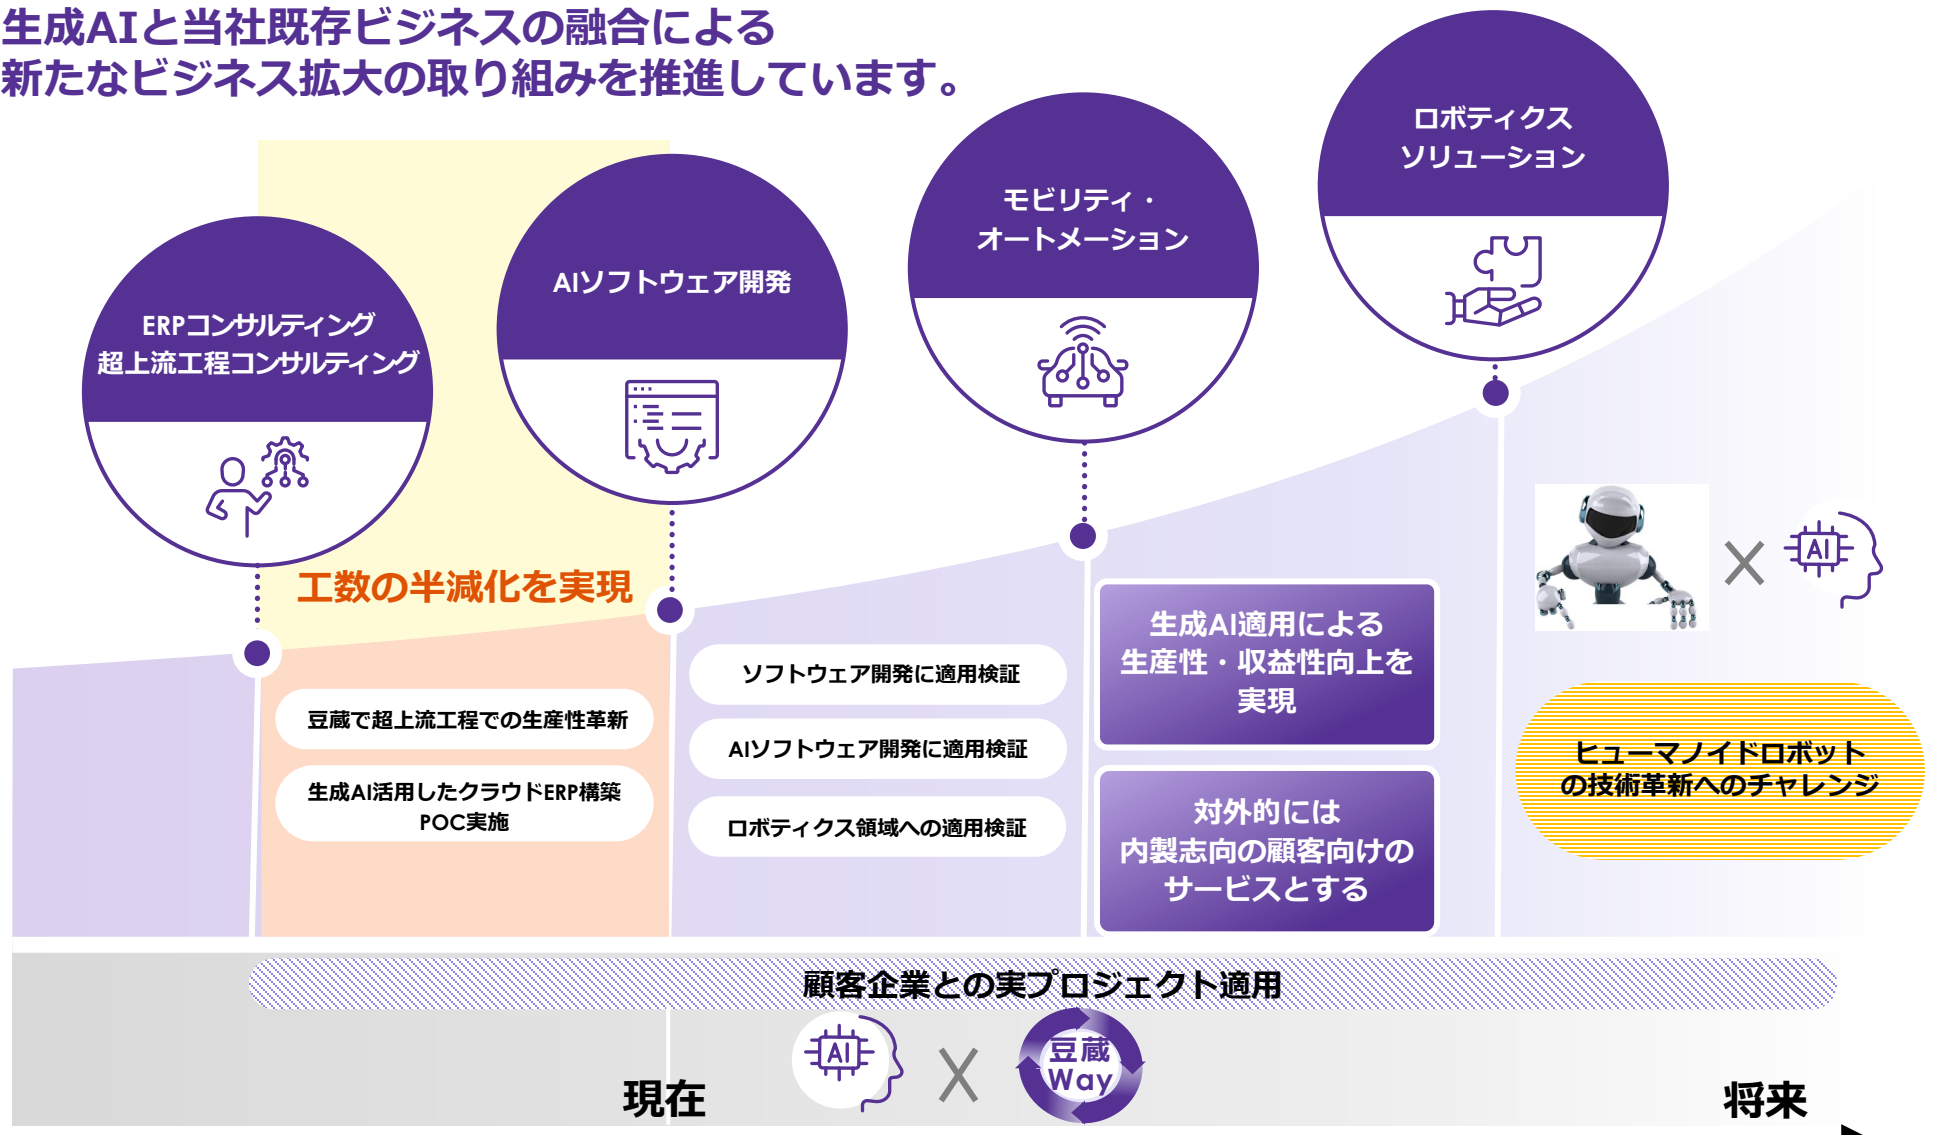 生成AIと当社既存ビジネスの融合による
新たなビジネス拡大の取り組みを推進しています。
ERPコンサルティング
超上流工程コンサルティング
AIソフトウェア開発
モビリティ・
オートメーション
ロボティクス
ソリューション
工数の半減化を実現
豆蔵で超上流工程での生産性革新
生成AI活用したクラウドERP構築
POC実施
ソフトウェア開発に適用検証
AIソフトウェア開発に適用検証
ロボティクス領域への適用検証
生成AI適用による
生産性・収益性向上を
実現
対外的には
内製志向の顧客向けの
サービスとする
X
AI
ヒューマノイドロボット
の技術革新へのチャレンジ
顧客企業との実プロジェクト適用
AI
X
豆蔵
Way
現在
将来